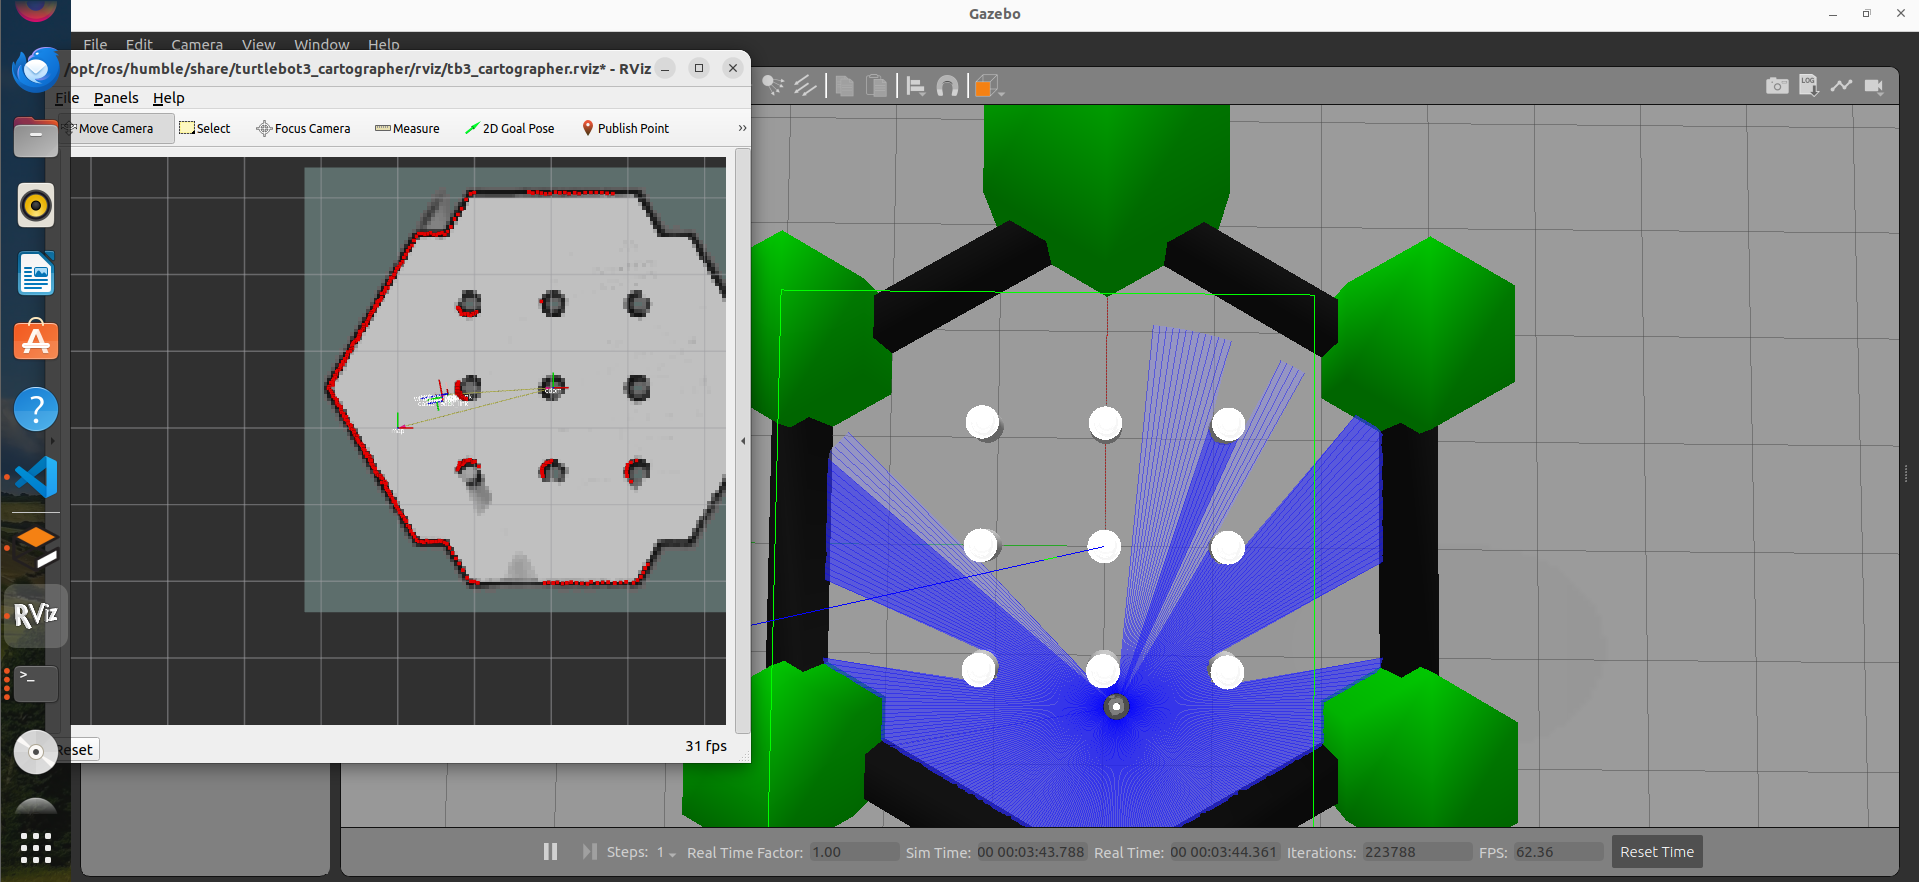 Gazebo
File Edit Camera View Window Help
/opt/ros/humble/share/turtlebot3_cartographer/rviz/tb3_cartographer.rviz* - RViz
File Panels Help
Move Camera Select Focus Camera Measure 2D Goal Pose Publish Point »
LOG
odom
RViz
>_
Reset
31 fps
Steps: 1 Real Time Factor: 1.00 Sim Time: 00 00:03:43.788 Real Time: 00 00:03:44.361 Iterations: 223788 FPS: 62.36 Reset Time